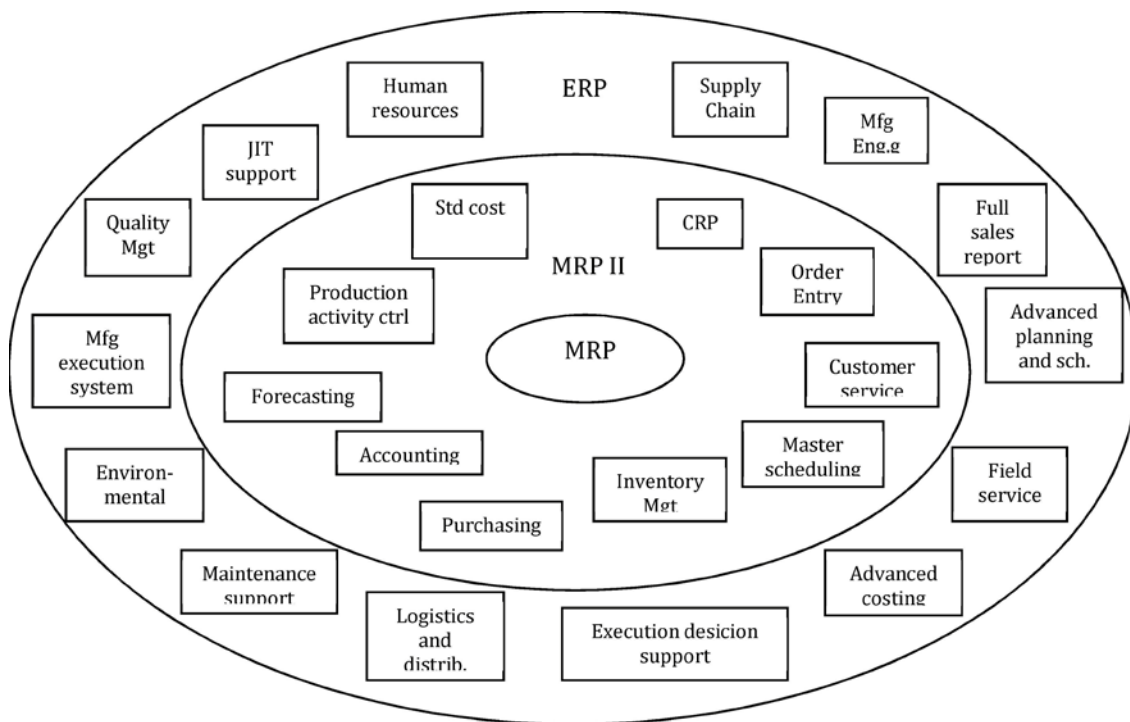 Human
resources
ERP
Supply
Chain
Mfg
Eng.g
JIT
support
Quality
Mgt
Std cost
CRP
Full
sales
report
MRP II
Order
Entry
Production
activity ctrl
Advanced
planning
and sch.
Mfg
execution
system
MRP
Customer
service
Forecasting
Accounting
Master
scheduling
Environ-
mental
Inventory
Mgt
Field
service
Purchasing
Maintenance
support
Advanced
costing
Logistics
and
distrib.
Execution desicion
support